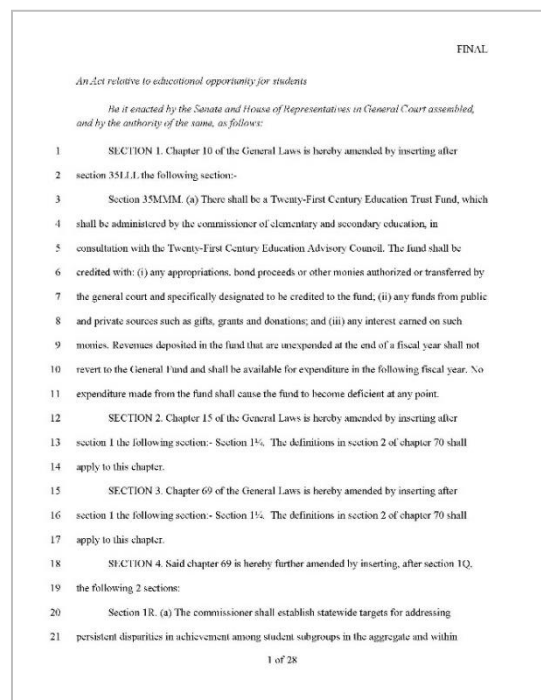 FINAL
An Act relative to educational opportunity for students
Be it enacted by the Senate and House of Representatives in General Court assembled,
and by the authority of the same, as follows:
1 SECTION 1. Chapter 10 of the General Laws is hereby amended by inserting after
2 section 35LLL the following section:-
3 Section 35MMM. (a) There shall be a Twenty-First Century Education Trust Fund, which
4 shall be administered by the commissioner of elementary and secondary education, in
5 consultation with the Twenty-First Century Education Advisory Council. The fund shall be
6 credited with: (i) any appropriations, bond proceeds or other monies authorized or transferred by
7 the general court and specifically designated to be credited to the fund; (ii) any funds from public
8 and private sources such as gifts, grants and donations; and (iii) any interest earned on such
9 monies. Revenues deposited in the fund that are unexpended at the end of a fiscal year shall not
10 revert to the General Fund and shall be available for expenditure in the following fiscal year. No
11 expenditure made from the fund shall cause the fund to become deficient at any point.
12 SECTION 2. Chapter 15 of the General Laws is hereby amended by inserting after
13 section 1 the following section:- Section 1¼. The definitions in section 2 of chapter 70 shall
14 apply to this chapter.
15 SECTION 3. Chapter 69 of the General Laws is hereby amended by inserting after
16 section 1 the following section:- Section 1¼. The definitions in section 2 of chapter 70 shall
17 apply to this chapter.
18 SECTION 4. Said chapter 69 is hereby further amended by inserting, after section 1Q,
19 the following 2 sections:
20 Section 1R. (a) The commissioner shall establish statewide targets for addressing
21 persistent disparities in achievement among student subgroups in the aggregate and within
1 of 28